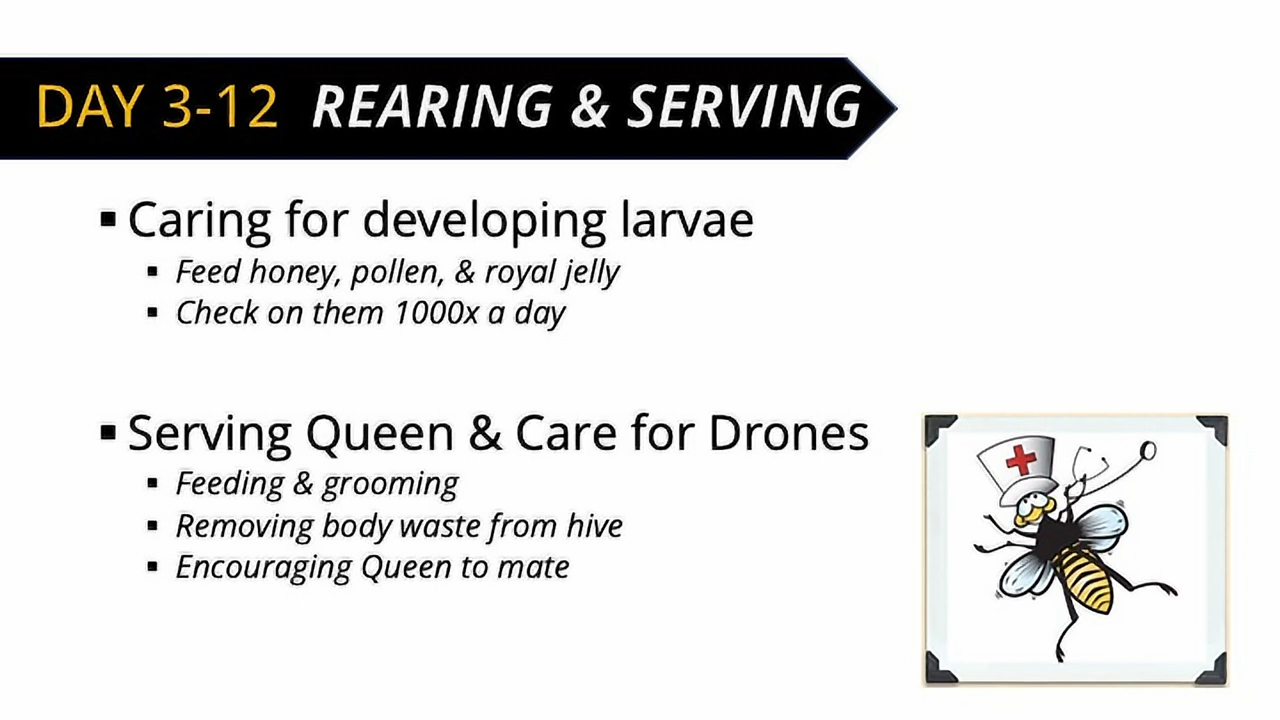 DAY 3-12 REARING & SERVING
▪ Caring for developing larvae
▪ Feed honey, pollen, & royal jelly
▪ Check on them 1000x a day
▪ Serving Queen & Care for Drones
▪ Feeding & grooming
▪ Removing body waste from hive
▪ Encouraging Queen to mate